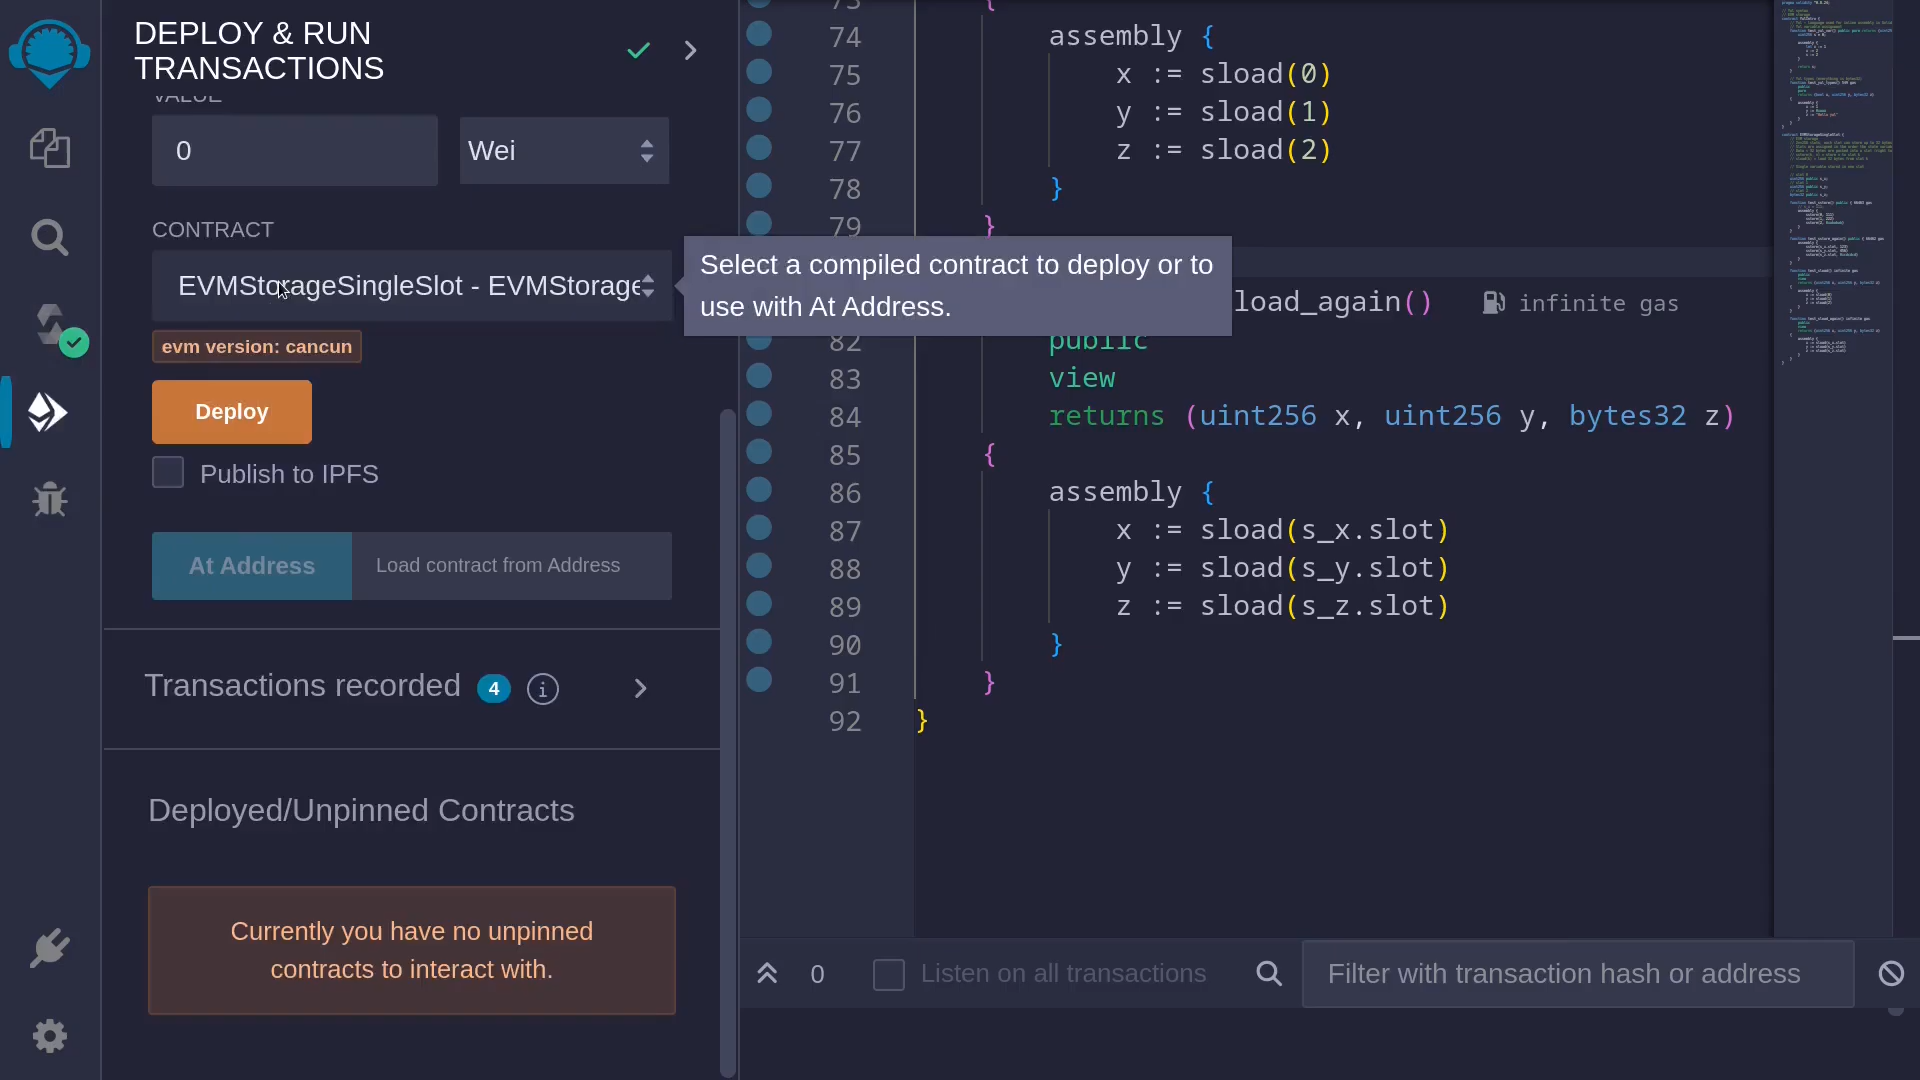 DEPLOY & RUN
TRANSACTIONS
VALUE
0
Wei
CONTRACT
EVMStorageSingleSlot - EVMStorage
Select a compiled contract to deploy or to
use with At Address.
evm version: cancun
Deploy
Publish to IPFS
At Address
Load contract from Address
Transactions recorded 4
Deployed/Unpinned Contracts
Currently you have no unpinned
contracts to interact with.
73 {
74 assembly {
75 x := sload(0)
76 y := sload(1)
77 z := sload(2)
78 }
79 }
load_again() infinite gas
82 public
83 view
84 returns (uint256 x, uint256 y, bytes32 z)
85 {
86 assembly {
87 x := sload(s_x.slot)
88 y := sload(s_y.slot)
89 z := sload(s_z.slot)
90 }
91 }
92 }
0
Listen on all transactions
Filter with transaction hash or address